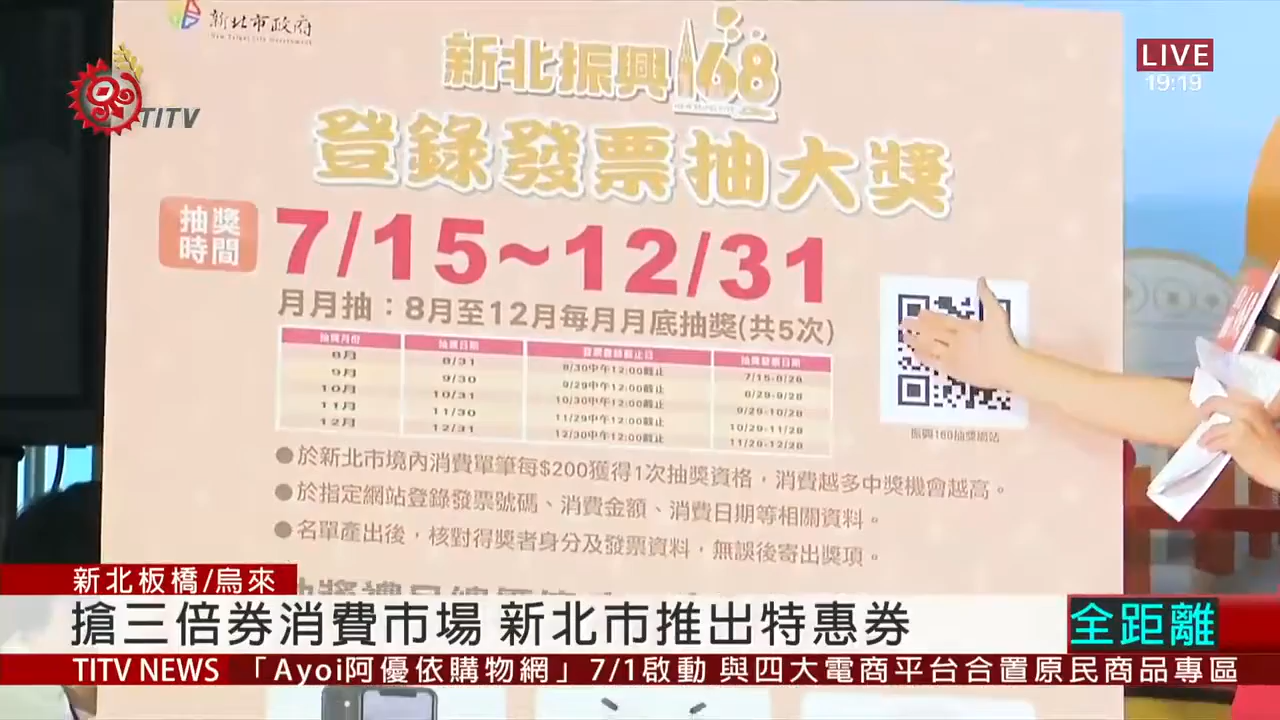 新北市政府
New Taipei City Government
LIVE
19:19
TITV
新北振興168
登錄發票抽大獎
抽獎時間
7/15~12/31
月月抽：8月至12月每月月底抽獎(共5次)
抽獎月份 抽獎日期 發票登錄截止日 抽獎發票日期
8月 8/31 8/30中午12:00截止 7/15-8/28
9月 9/30 9/29中午12:00截止 8/29-9/28
10月 10/31 10/30中午12:00截止 9/29-10/28
11月 11/30 11/29中午12:00截止 10/29-11/28
12月 12/31 12/30中午12:00截止 11/29-12/28
振興168抽獎網站
●於新北市境內消費單筆每$200獲得1次抽獎資格，消費越多中獎機會越高。
●於指定網站登錄發票號碼、消費金額、消費日期等相關資料。
●名單產出後，核對得獎者身分及發票資料，無誤後寄出獎項。
新北板橋/烏來
搶三倍券消費市場 新北市推出特惠券
全距離
TITV NEWS 「Ayoi阿優依購物網」7/1啟動 與四大電商平台合置原民商品專區